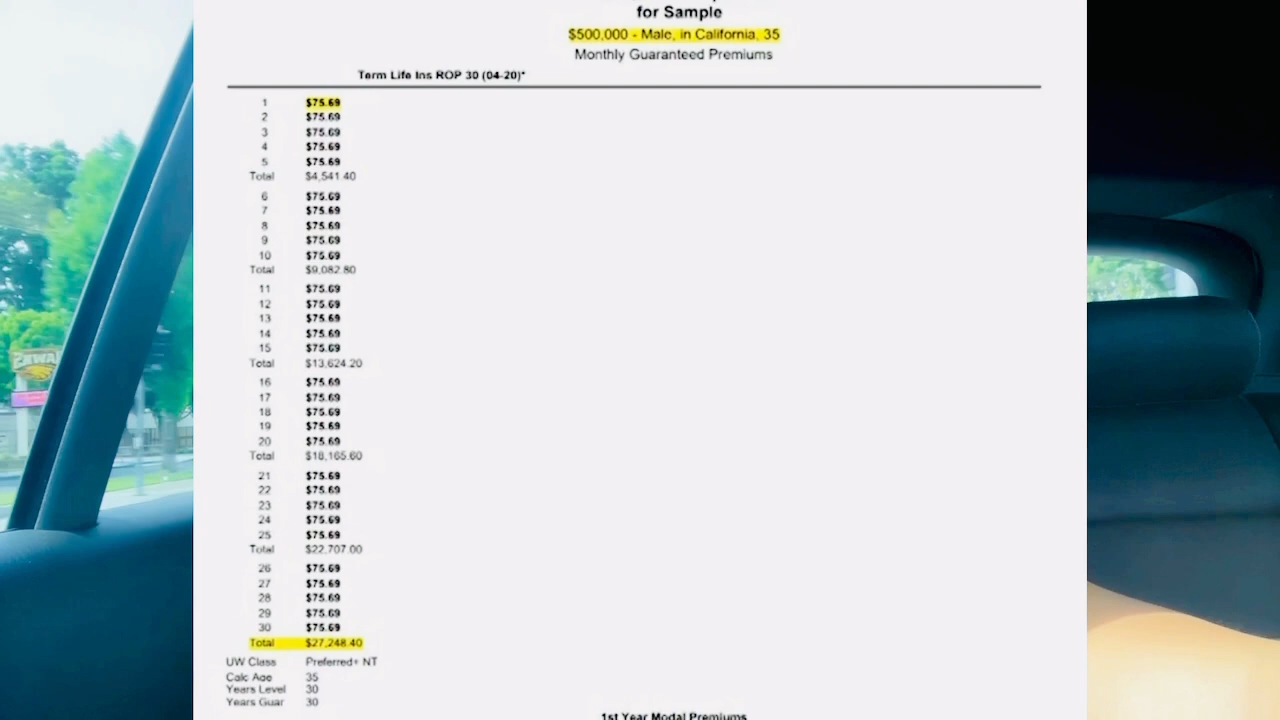 for Sample
$500,000 - Male, in California, 35
Monthly Guaranteed Premiums
Term Life Ins ROP 30 (04-20)*
1 $75.69
2 $75.69
3 $75.69
4 $75.69
5 $75.69
Total $4,541.40
6 $75.69
7 $75.69
8 $75.69
9 $75.69
10 $75.69
Total $9,082.80
11 $75.69
12 $75.69
13 $75.69
14 $75.69
15 $75.69
Total $13,624.20
16 $75.69
17 $75.69
18 $75.69
19 $75.69
20 $75.69
Total $18,165.60
21 $75.69
22 $75.69
23 $75.69
24 $75.69
25 $75.69
Total $22,707.00
26 $75.69
27 $75.69
28 $75.69
29 $75.69
30 $75.69
Total $27,248.40
UW Class Preferred+ NT
Calc Age 35
Years Level 30
Years Guar 30
1st Year Modal Premiums